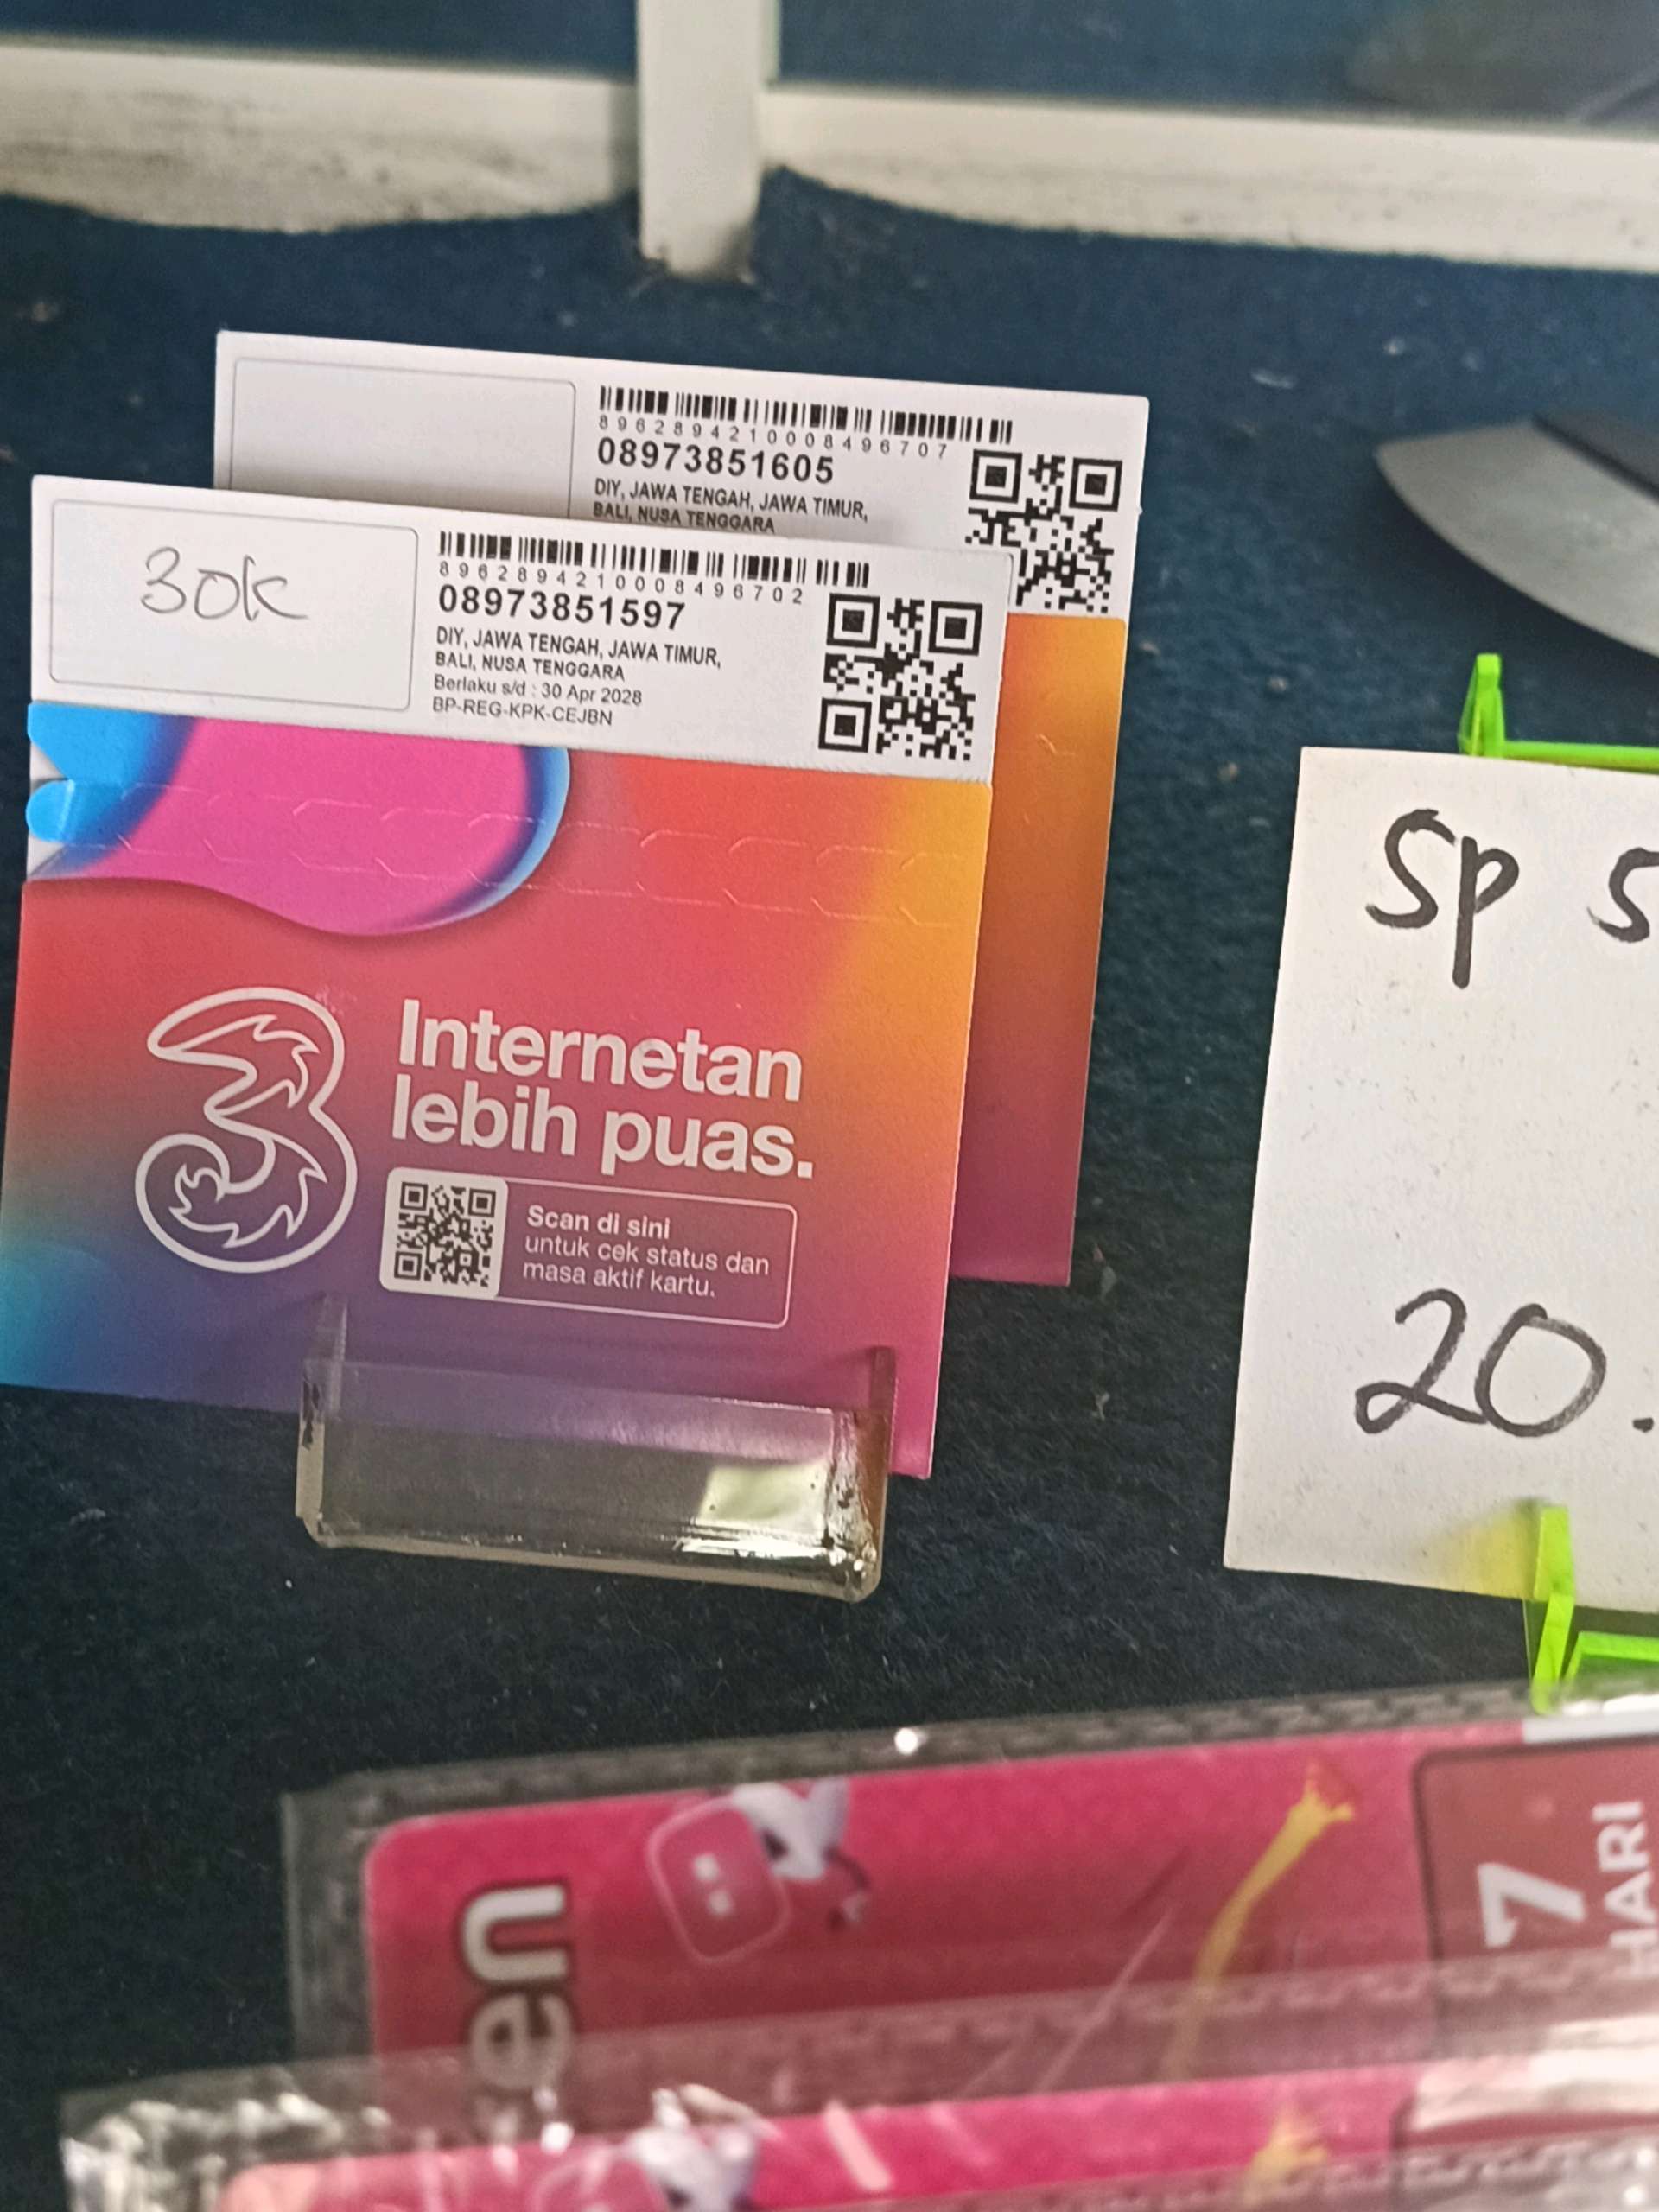 8962894210008496707
08973851605
DIY, JAWA TENGAH, JAWA TIMUR,
BALI, NUSA TENGGARA
30K
8962894210008496702
08973851597
DIY, JAWA TENGAH, JAWA TIMUR,
BALI, NUSA TENGGARA
Berlaku s/d : 30 Apr 2028
BP-REG-KPK-CEJBN
3
Internetan
lebih puas.
Scan di sini
untuk cek status dan
masa aktif kartu.
Sp
20.
7
HARI